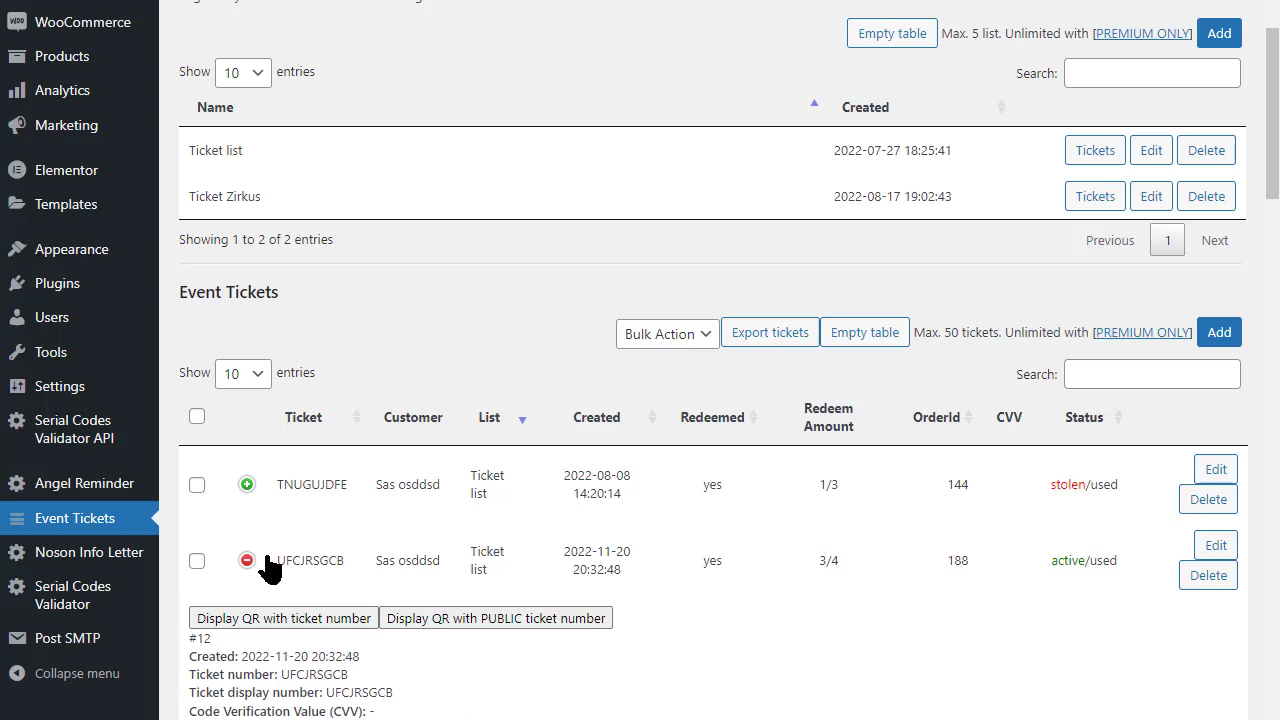 WooCommerce
Products
Analytics
Marketing
Elementor
Templates
Appearance
Plugins
Users
Tools
Settings
Serial Codes
Validator API
Angel Reminder
Event Tickets
Noson Info Letter
Serial Codes
Validator
Post SMTP
Collapse menu
Empty table Max. 5 list. Unlimited with [PREMIUM ONLY] Add
Show 10 entries Search:
Name Created
Ticket list 2022-07-27 18:25:41 Tickets Edit Delete
Ticket Zirkus 2022-08-17 19:02:43 Tickets Edit Delete
Showing 1 to 2 of 2 entries Previous 1 Next
Event Tickets
Bulk Action Export tickets Empty table Max. 50 tickets. Unlimited with [PREMIUM ONLY] Add
Show 10 entries Search:
Ticket Customer List Created Redeemed Redeem Amount OrderId CVV Status
TNUGUJDFE Sas osddsd Ticket list 2022-08-08 14:20:14 yes 1/3 144 stolen/used Edit Delete
UFCJRSGCB Sas osddsd Ticket list 2022-11-20 20:32:48 yes 3/4 188 active/used Edit Delete
Display QR with ticket number Display QR with PUBLIC ticket number
#12
Created: 2022-11-20 20:32:48
Ticket number: UFCJRSGCB
Ticket display number: UFCJRSGCB
Code Verification Value (CVV): -